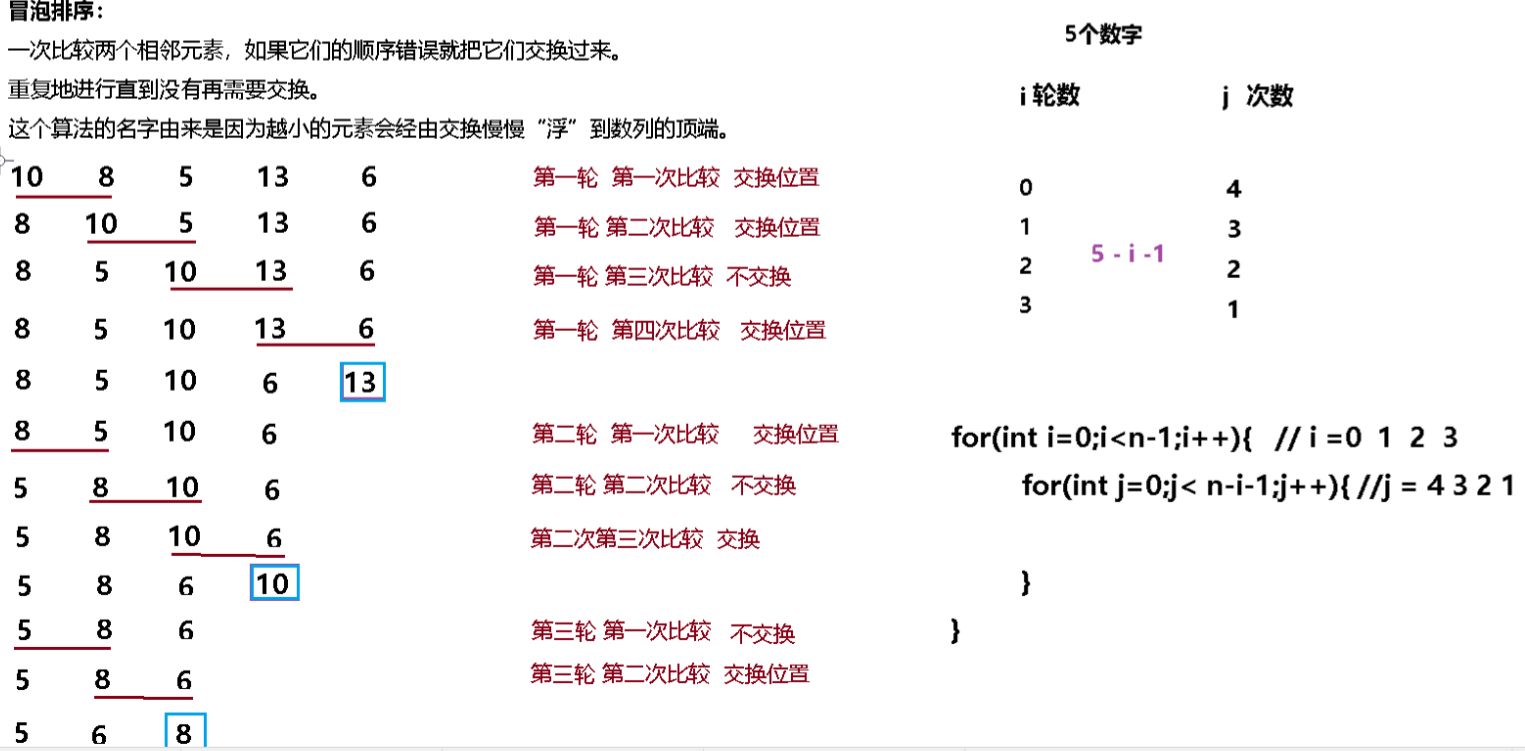 冒泡排序：
一次比较两个相邻元素，如果它们的顺序错误就把它们交换过来。
重复地进行直到没有再需要交换。
这个算法的名字由来是因为越小的元素会经由交换慢慢“浮”到数列的顶端。
10 8 5 13 6 第一轮 第一次比较 交换位置
8 10 5 13 6 第一轮 第二次比较 交换位置
8 5 10 13 6 第一轮 第三次比较 不交换
8 5 10 13 6 第一轮 第四次比较 交换位置
8 5 10 6 13
8 5 10 6 第二轮 第一次比较 交换位置
5 8 10 6 第二轮 第二次比较 不交换
5 8 10 6 第二次第三次比较 交换
5 8 6 10
5 8 6 第三轮 第一次比较 不交换
5 8 6 第三轮 第二次比较 交换位置
5 6 8
5个数字
i 轮数 j 次数
0 4
1 3
5 - i -1
2 2
3 1
for(int i=0;i<n-1;i++){ // i =0 1 2 3
for(int j=0;j< n-i-1;j++){ //j = 4 3 2 1
}
}